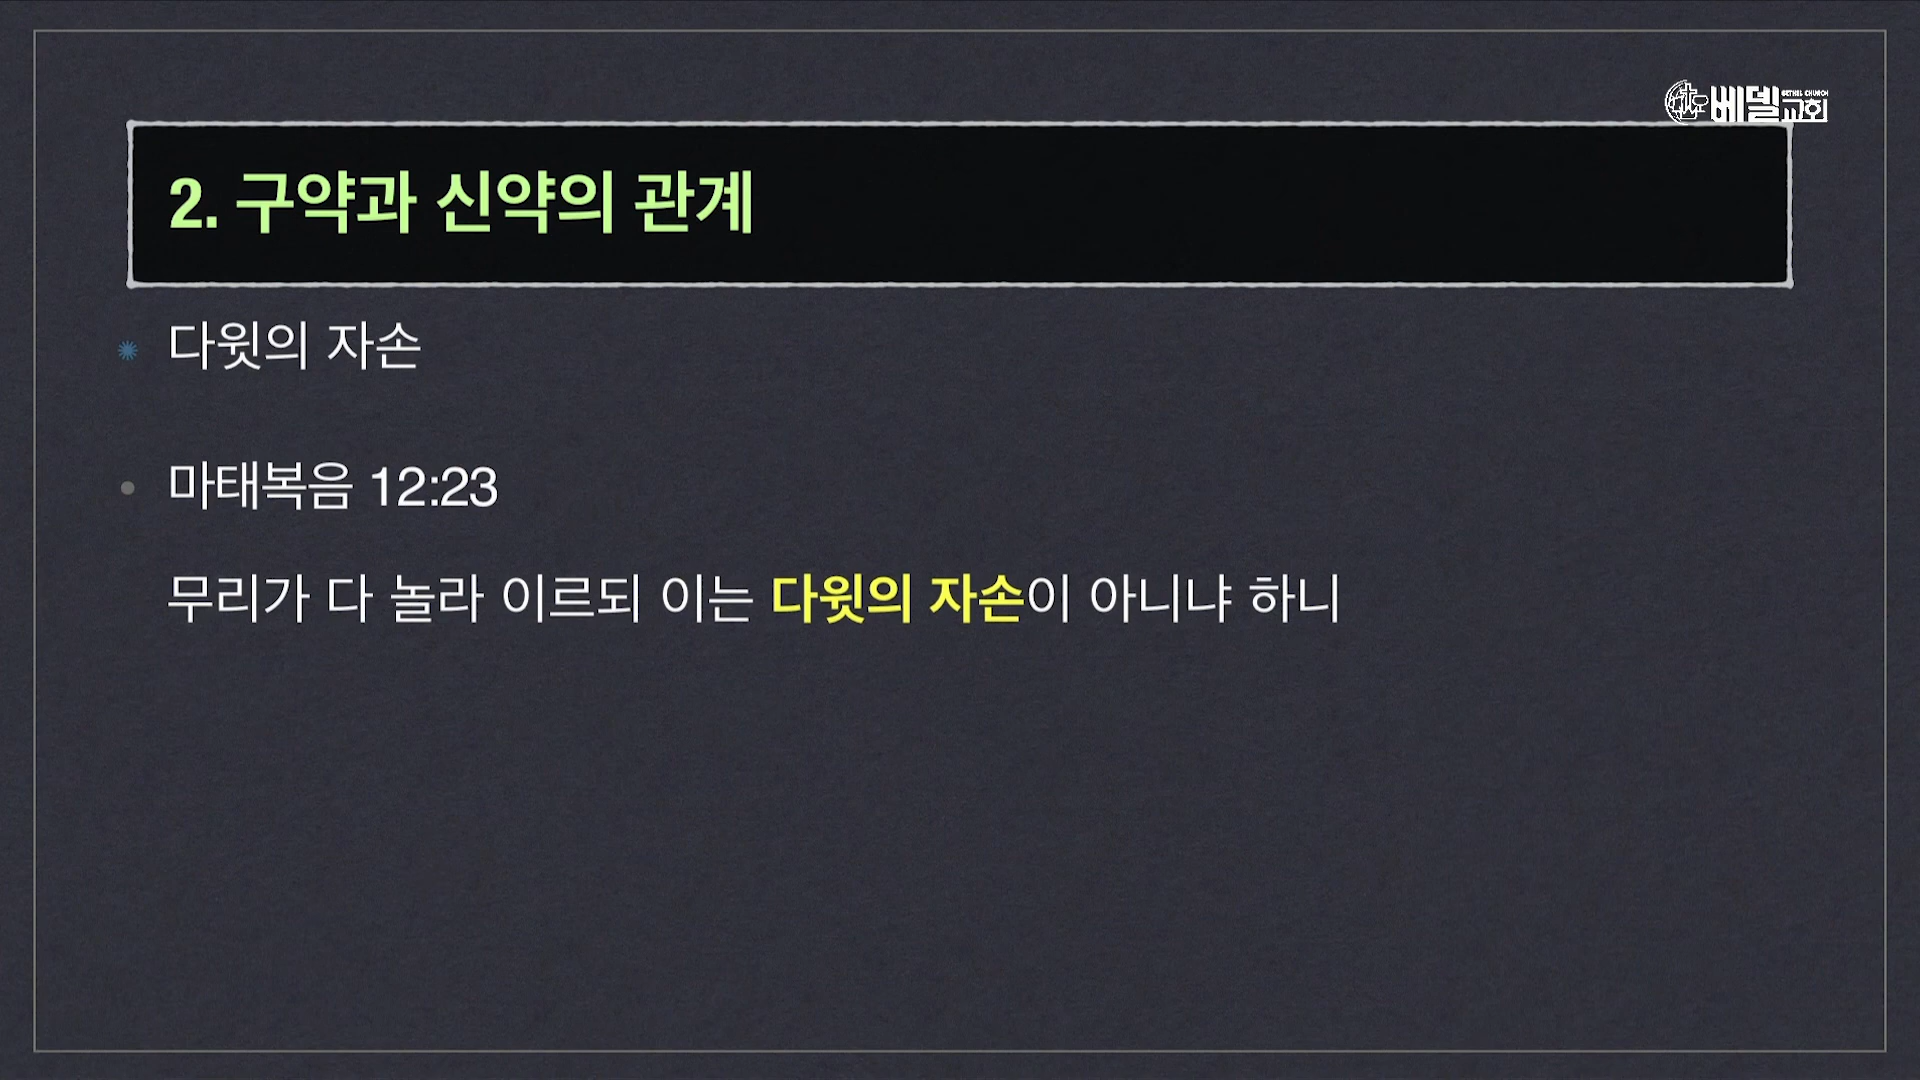 BETHEL CHURCH
베델교회
2. 구약과 신약의 관계
다윗의 자손
마태복음 12:23
무리가 다 놀라 이르되 이는 다윗의 자손이 아니냐 하니